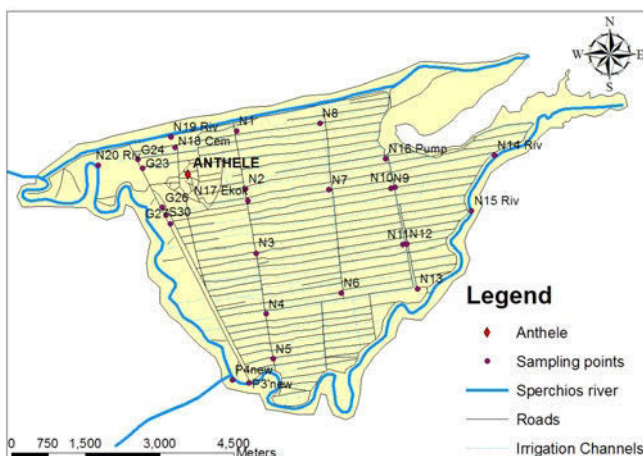 N
W E
S
N8
N19 Riv
N1
N18 Cem
G24
N20 Riv
G23
ANTHELE
N16 Pump
N14 Riv
N17 Ekok
N2
N7
N10 N9
G26
S30
N15 Riv
N3
N11 N12
N6
N13
N4
N5
P4new
P3'new
Legend
Anthele
Sampling points
Sperchios river
Roads
Irrigation Channels
0 750 1,500 3,000 4,500
Meters